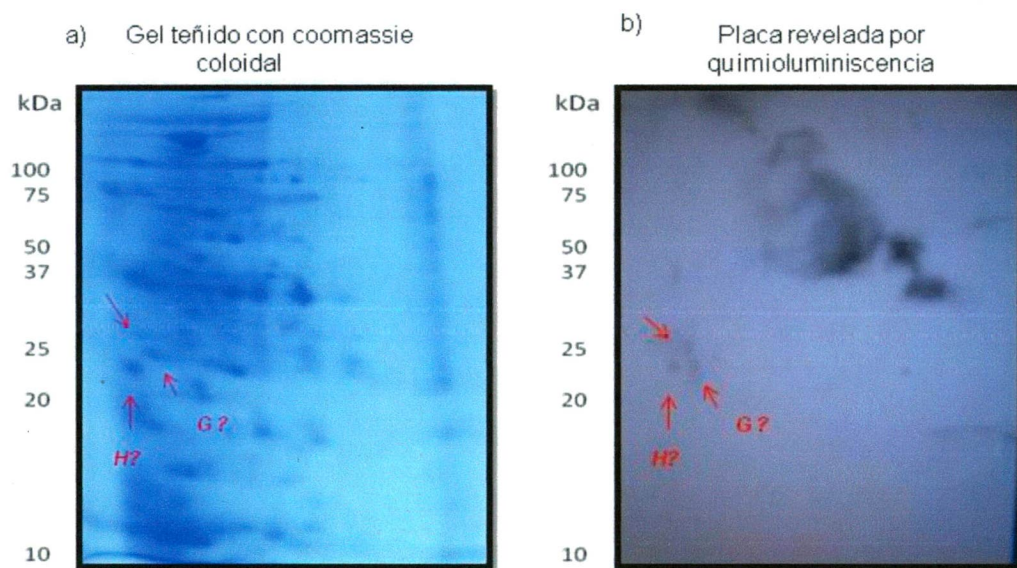 a) Gel teñido con coomassie
coloidal
kDa
100
75
50
37
25
20
10
G?
H?
b) Placa revelada por
quimioluminiscencia
kDa
100
75
50
37
25
20
10
G?
H?